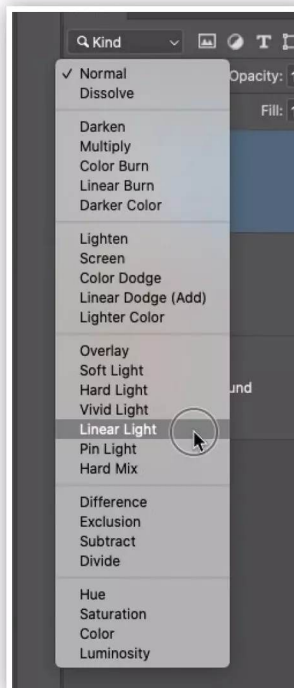 Kind
T
Normal
Opacity:
Dissolve
Fill:
Darken
Multiply
Color Burn
Linear Burn
Darker Color
Lighten
Screen
Color Dodge
Linear Dodge (Add)
Lighter Color
Overlay
Soft Light
Hard Light
und
Vivid Light
Linear Light
Pin Light
Hard Mix
Difference
Exclusion
Subtract
Divide
Hue
Saturation
Color
Luminosity